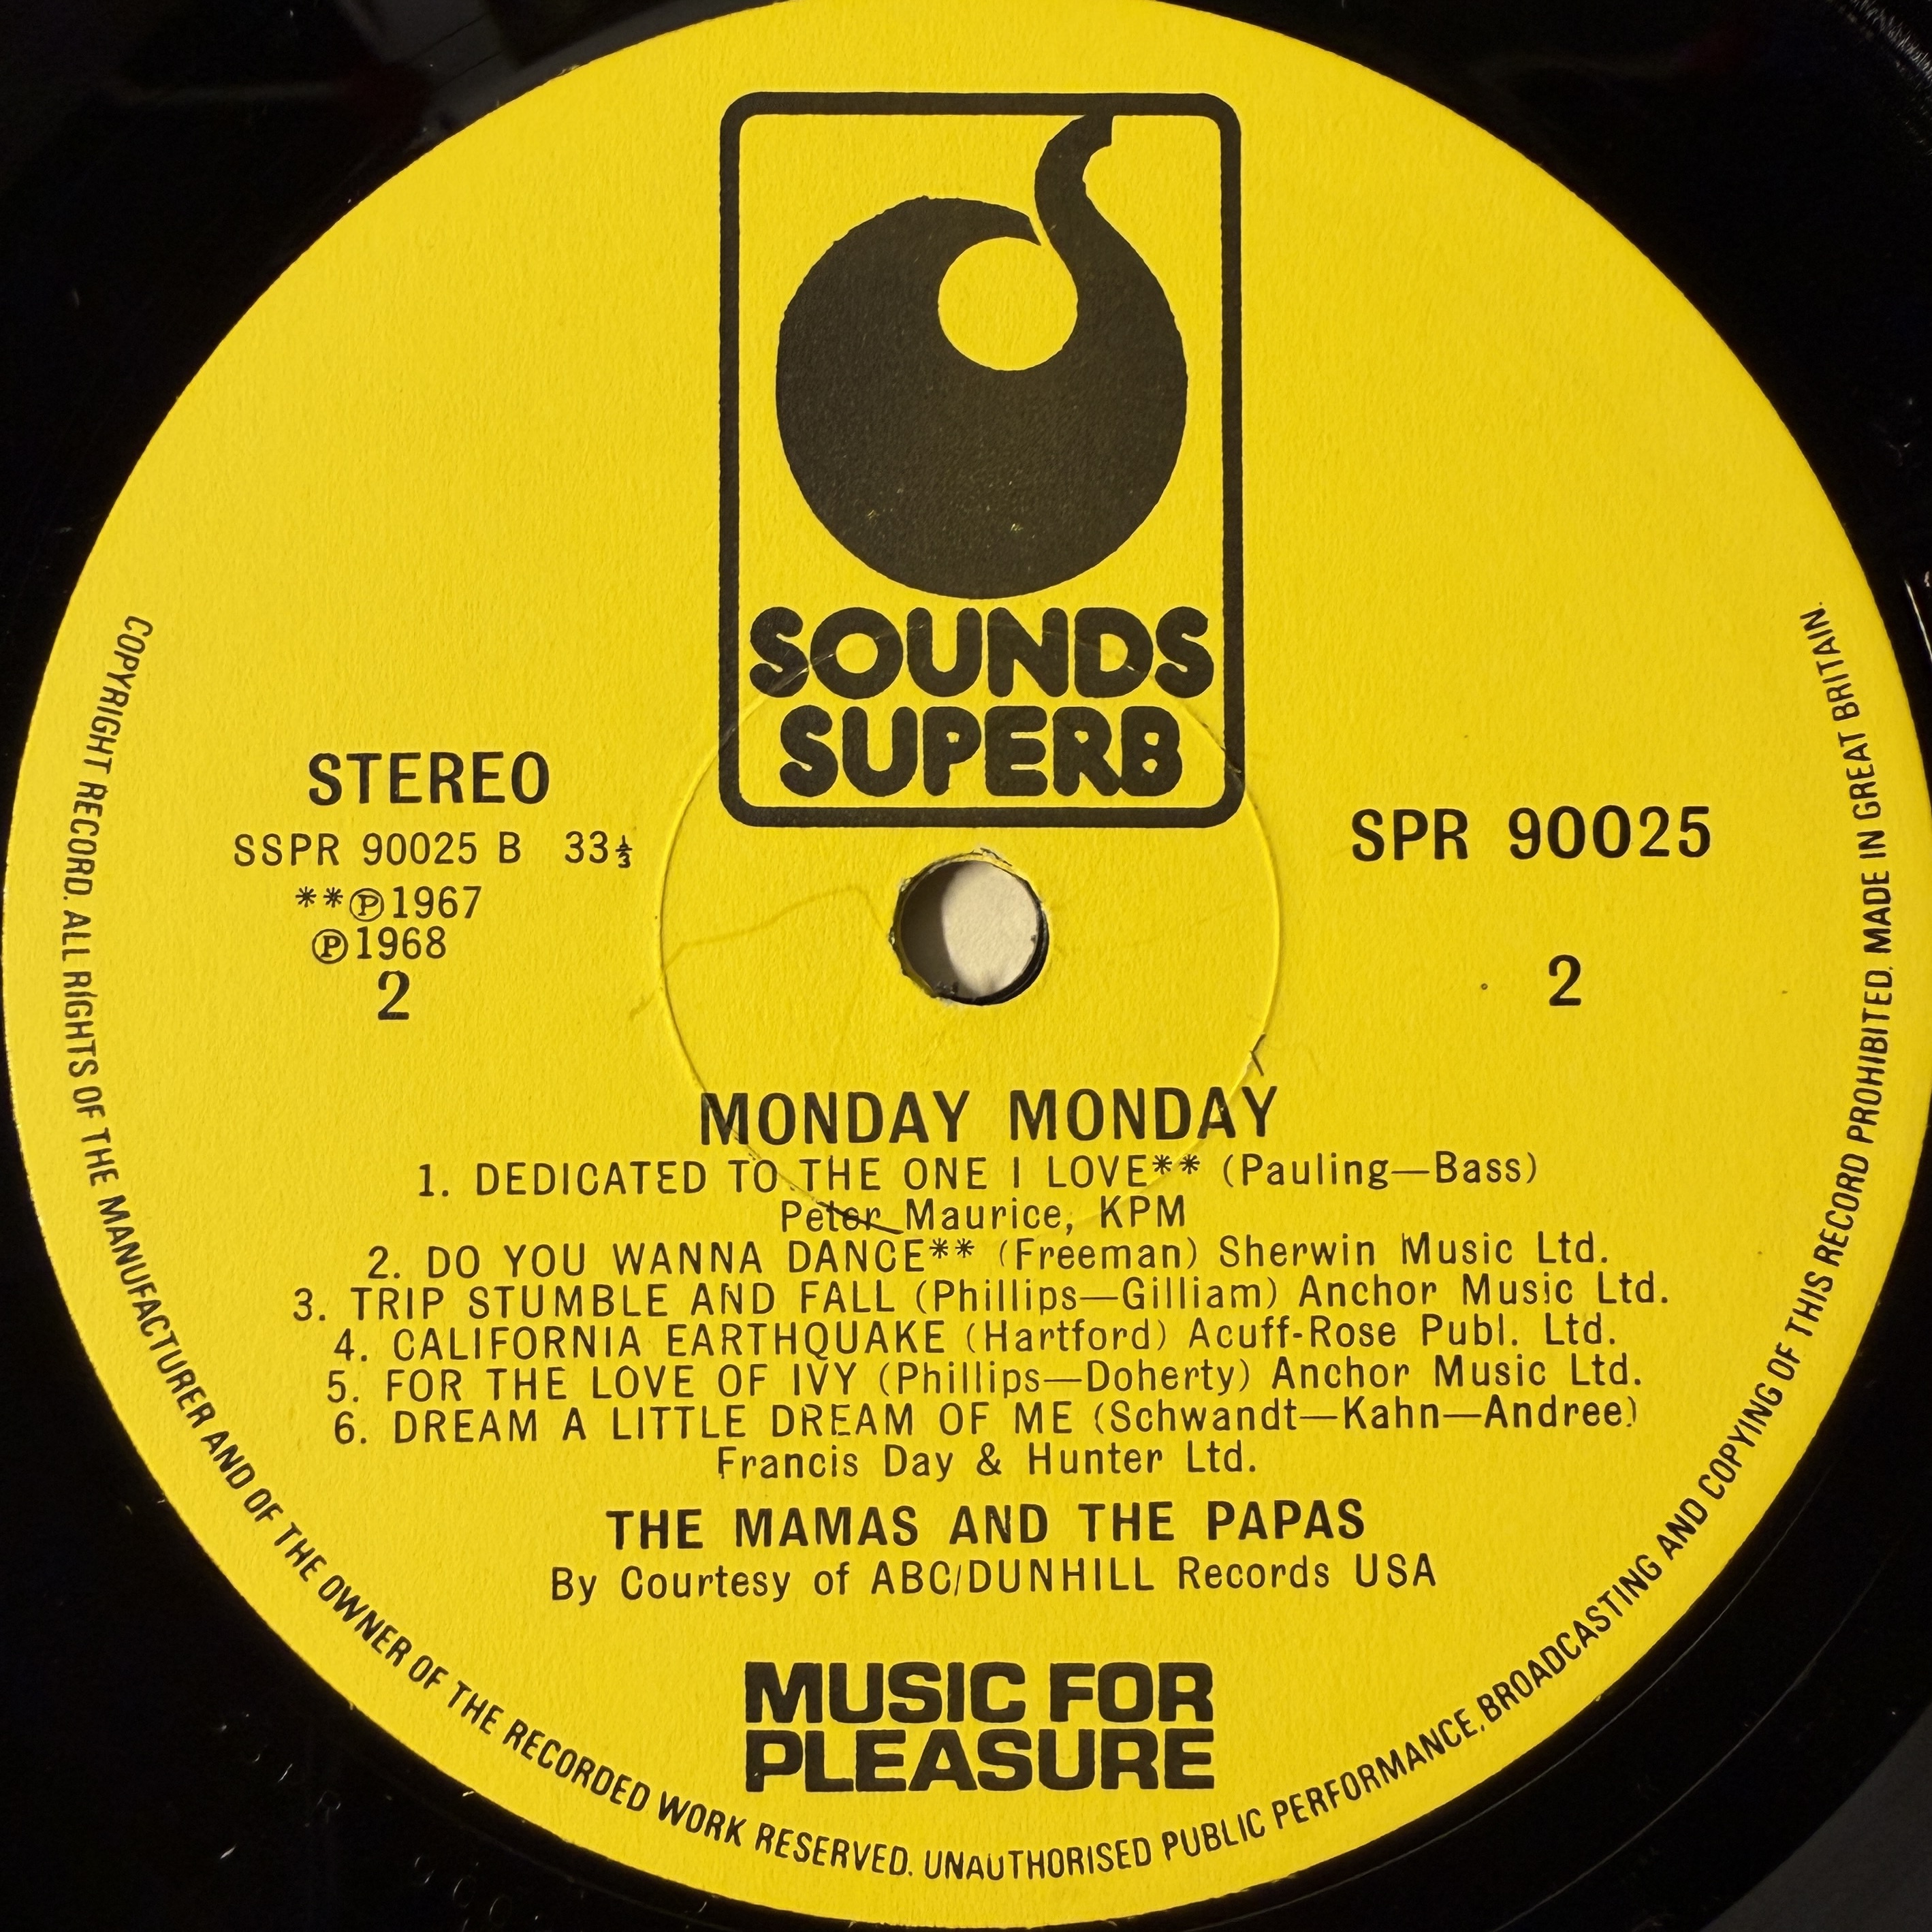 SOUNDS
SUPERB
STEREO
SSPR 90025 B 33⅓
**℗1967
℗1968
2
SPR 90025
2
MONDAY MONDAY
1. DEDICATED TO THE ONE I LOVE** (Pauling—Bass)
Peter Maurice, KPM
2. DO YOU WANNA DANCE** (Freeman) Sherwin Music Ltd.
3. TRIP STUMBLE AND FALL (Phillips—Gilliam) Anchor Music Ltd.
4. CALIFORNIA EARTHQUAKE (Hartford) Acuff-Rose Publ. Ltd.
5. FOR THE LOVE OF IVY (Phillips—Doherty) Anchor Music Ltd.
6. DREAM A LITTLE DREAM OF ME (Schwandt—Kahn—Andree)
Francis Day & Hunter Ltd.
THE MAMAS AND THE PAPAS
By Courtesy of ABC/DUNHILL Records USA
MUSIC FOR
PLEASURE
COPYRIGHT RECORD. ALL RIGHTS OF THE MANUFACTURER AND OF THE OWNER OF THE RECORDED WORK RESERVED. UNAUTHORISED PUBLIC PERFORMANCE, BROADCASTING AND COPYING OF THIS RECORD PROHIBITED. MADE IN GREAT BRITAIN.